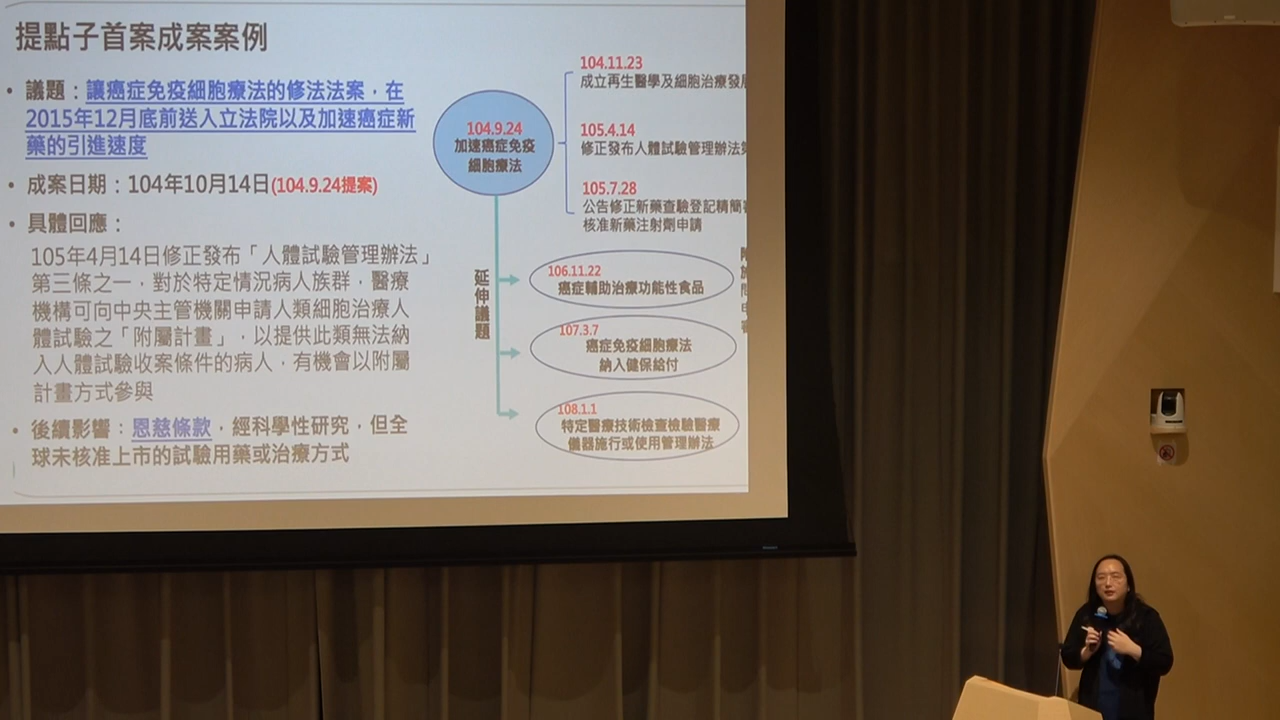 提點子首案成案案例
• 議題：讓癌症免疫細胞療法的修法法案，在
2015年12月底前送入立法院以及加速癌症新
藥的引進速度
• 成案日期：104年10月14日(104.9.24提案)
• 具體回應：
105年4月14日修正發布「人體試驗管理辦法」
第三條之一，對於特定情況病人族群，醫療
機構可向中央主管機關申請人類細胞治療人
體試驗之「附屬計畫」，以提供此類無法納
入人體試驗收案條件的病人，有機會以附屬
計畫方式參與
• 後續影響：恩慈條款，經科學性研究，但全
球未核准上市的試驗用藥或治療方式
104.9.24
加速癌症免疫
細胞療法
104.11.23
成立再生醫學及細胞治療發
105.4.14
修正發布人體試驗管理辦法
105.7.28
公告修正新藥查驗登記精簡
核准新藥注射劑申請
延伸議題
106.11.22
癌症輔助治療功能性食品
107.3.7
癌症免疫細胞療法
納入健保給付
108.1.1
特定醫療技術檢查檢驗醫療
儀器施行或使用管理辦法